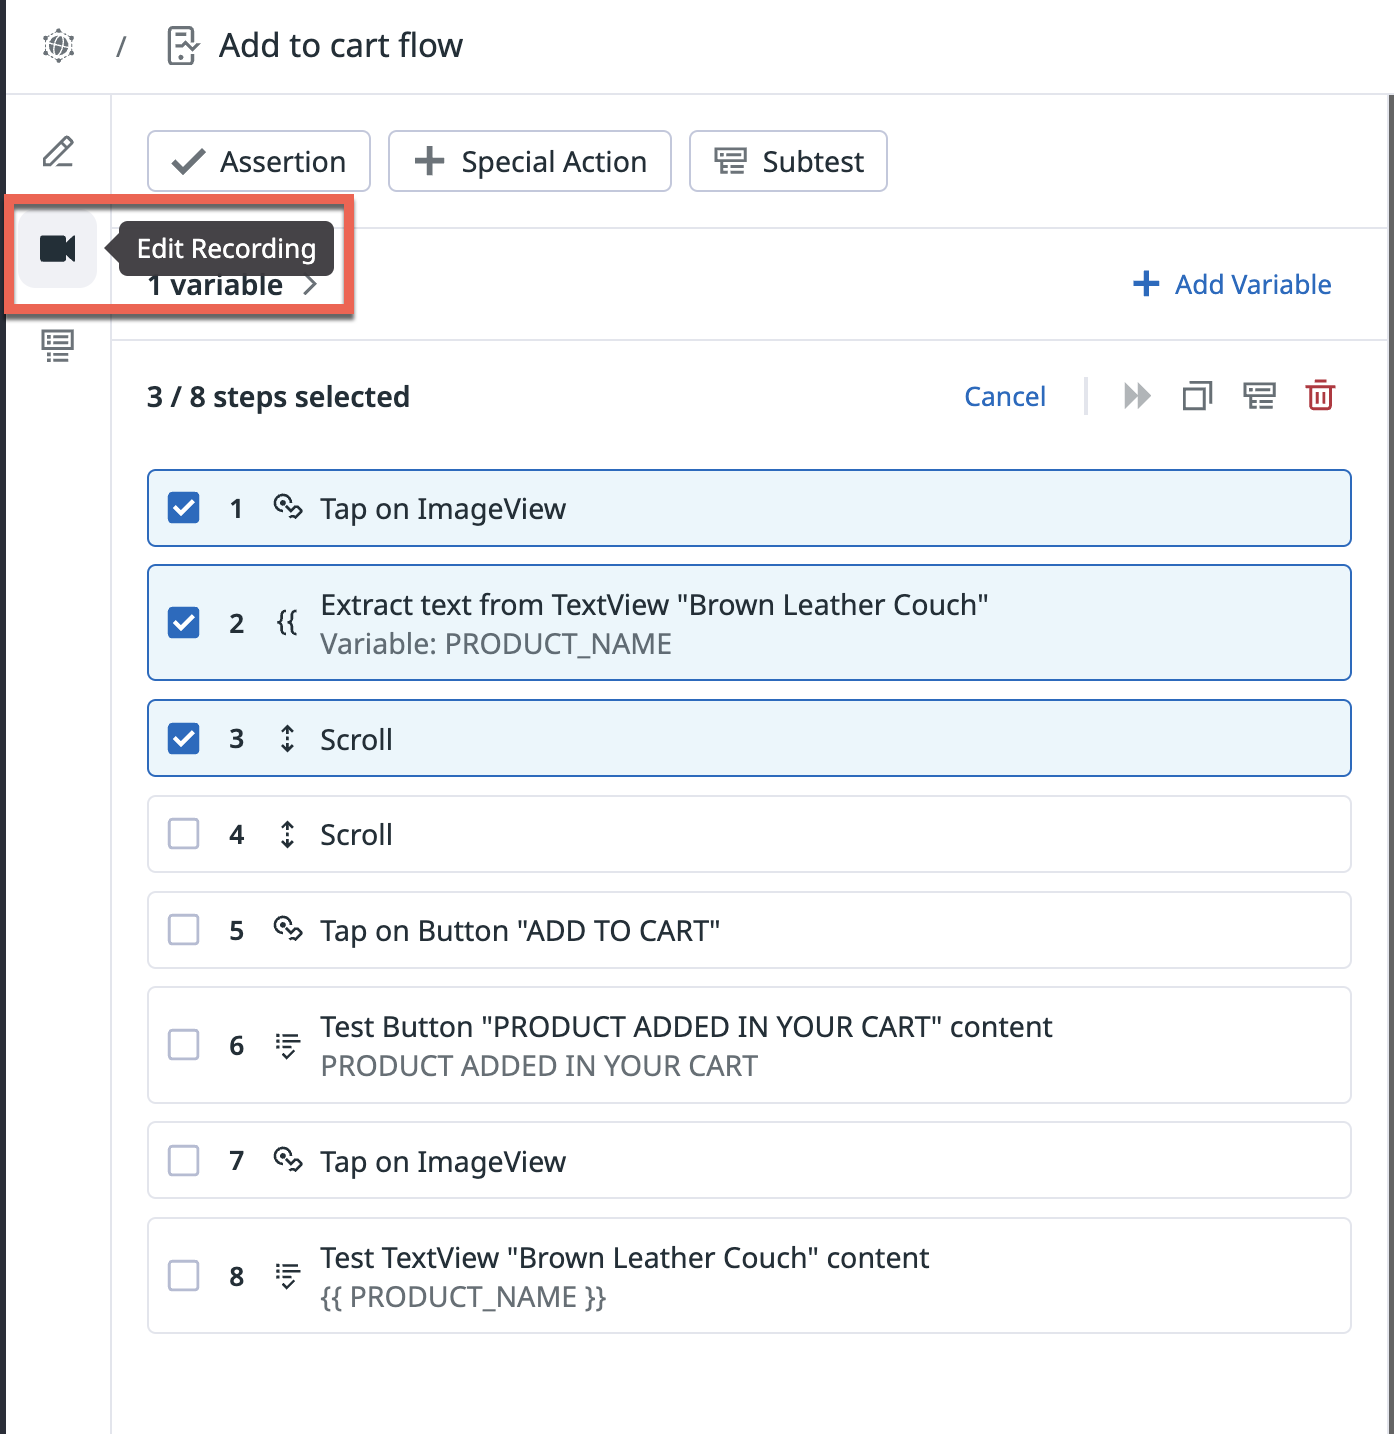 / Add to cart flow
Assertion
Special Action
Subtest
Edit Recording
1 variable
Add Variable
3 / 8 steps selected
Cancel
1 Tap on ImageView
2 {{ Extract text from TextView "Brown Leather Couch"
Variable: PRODUCT_NAME
3 Scroll
4 Scroll
5 Tap on Button "ADD TO CART"
6 Test Button "PRODUCT ADDED IN YOUR CART" content
PRODUCT ADDED IN YOUR CART
7 Tap on ImageView
8 Test TextView "Brown Leather Couch" content
{{ PRODUCT_NAME }}